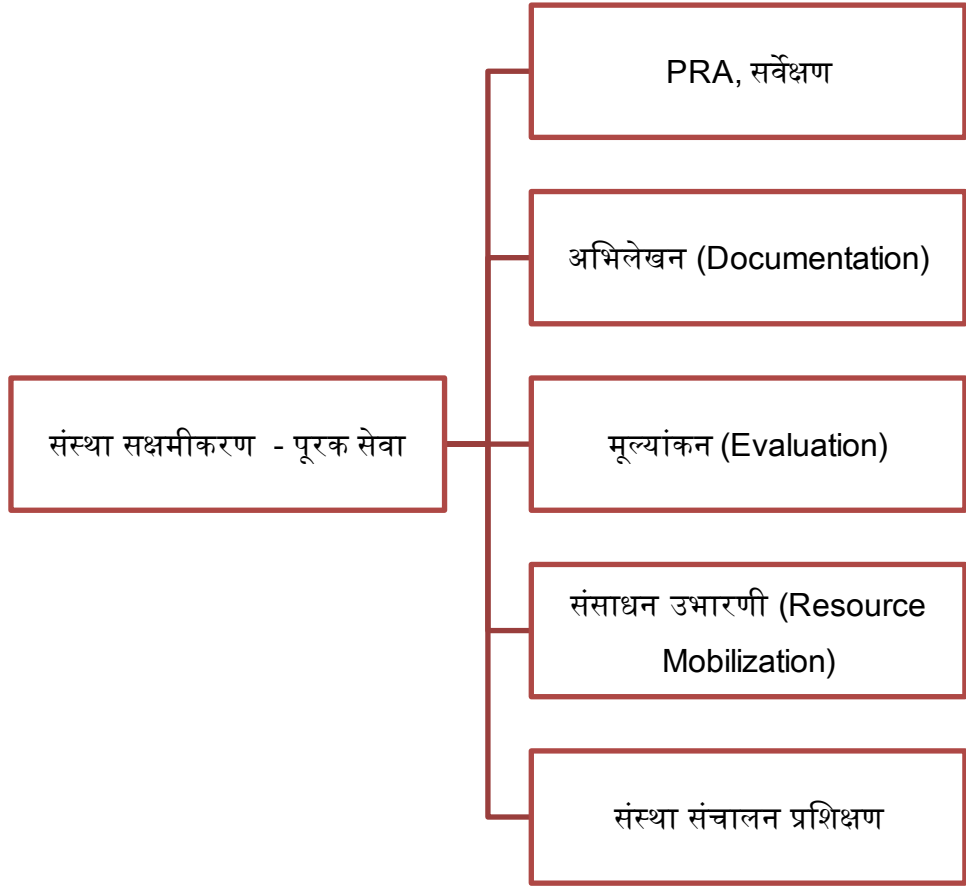 PRA, सर्वेक्षण
अभिलेखन (Documentation)
संस्था सक्षमीकरण - पूरक सेवा
मूल्यांकन (Evaluation)
संसाधन उभारणी (Resource
Mobilization)
संस्था संचालन प्रशिक्षण